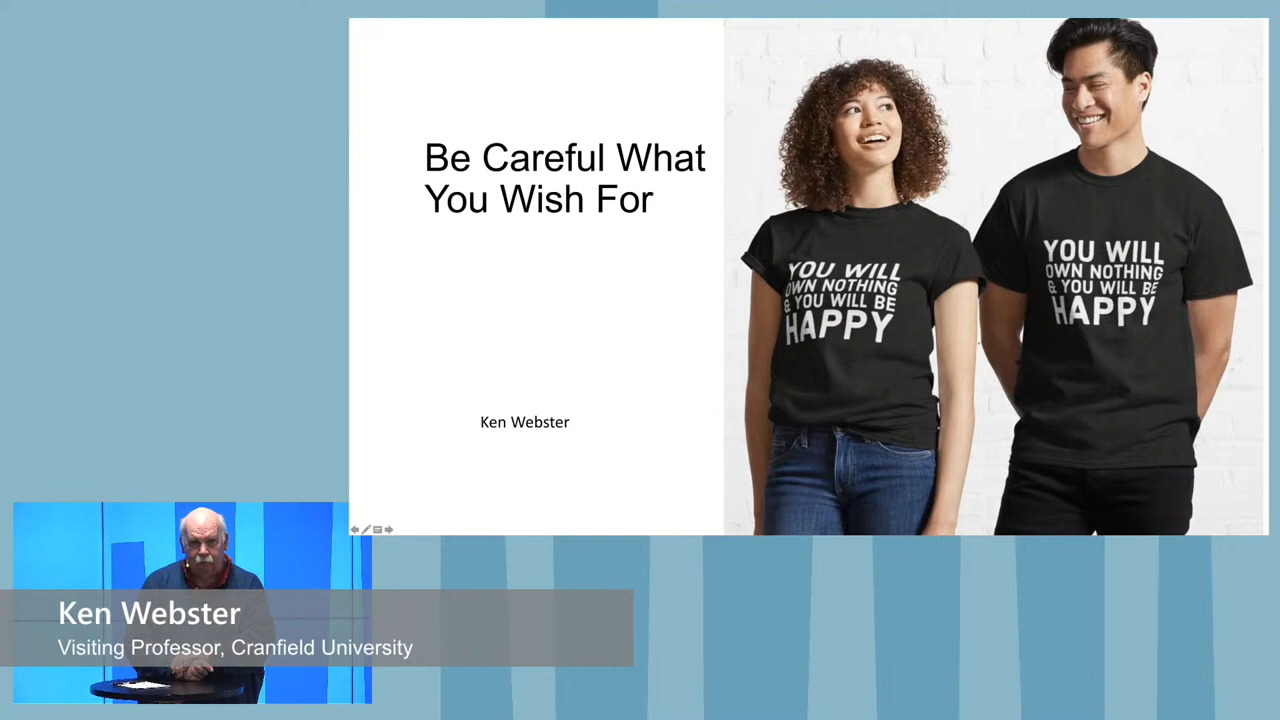 Be Careful What
You Wish For
Ken Webster
YOU WILL
OWN NOTHING
& YOU WILL BE
HAPPY
YOU WILL
OWN NOTHING
& YOU WILL BE
HAPPY
Ken Webster
Visiting Professor, Cranfield University